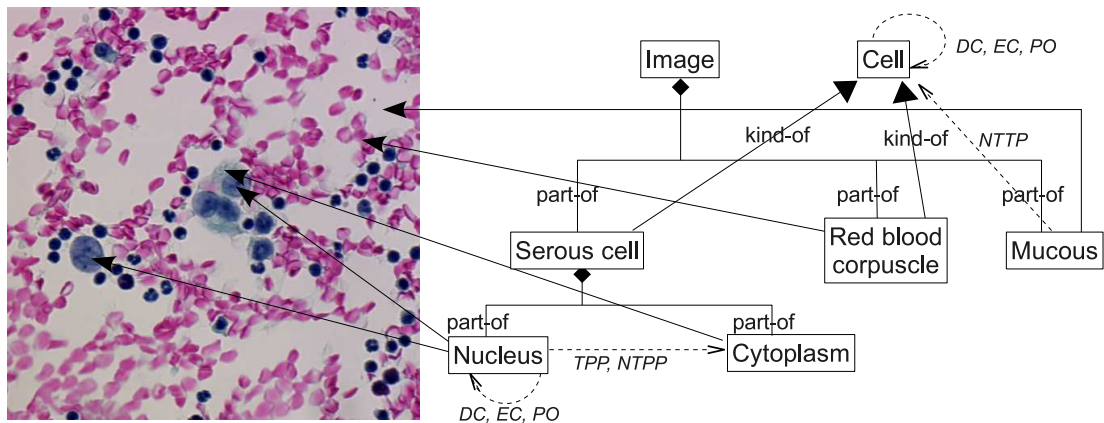 Image
Cell
DC, EC, PO
kind-of
kind-of
NTTP
part-of
part-of
part-of
Serous cell
Red blood
corpuscle
Mucous
part-of
part-of
Nucleus
TPP, NTPP
Cytoplasm
DC, EC, PO